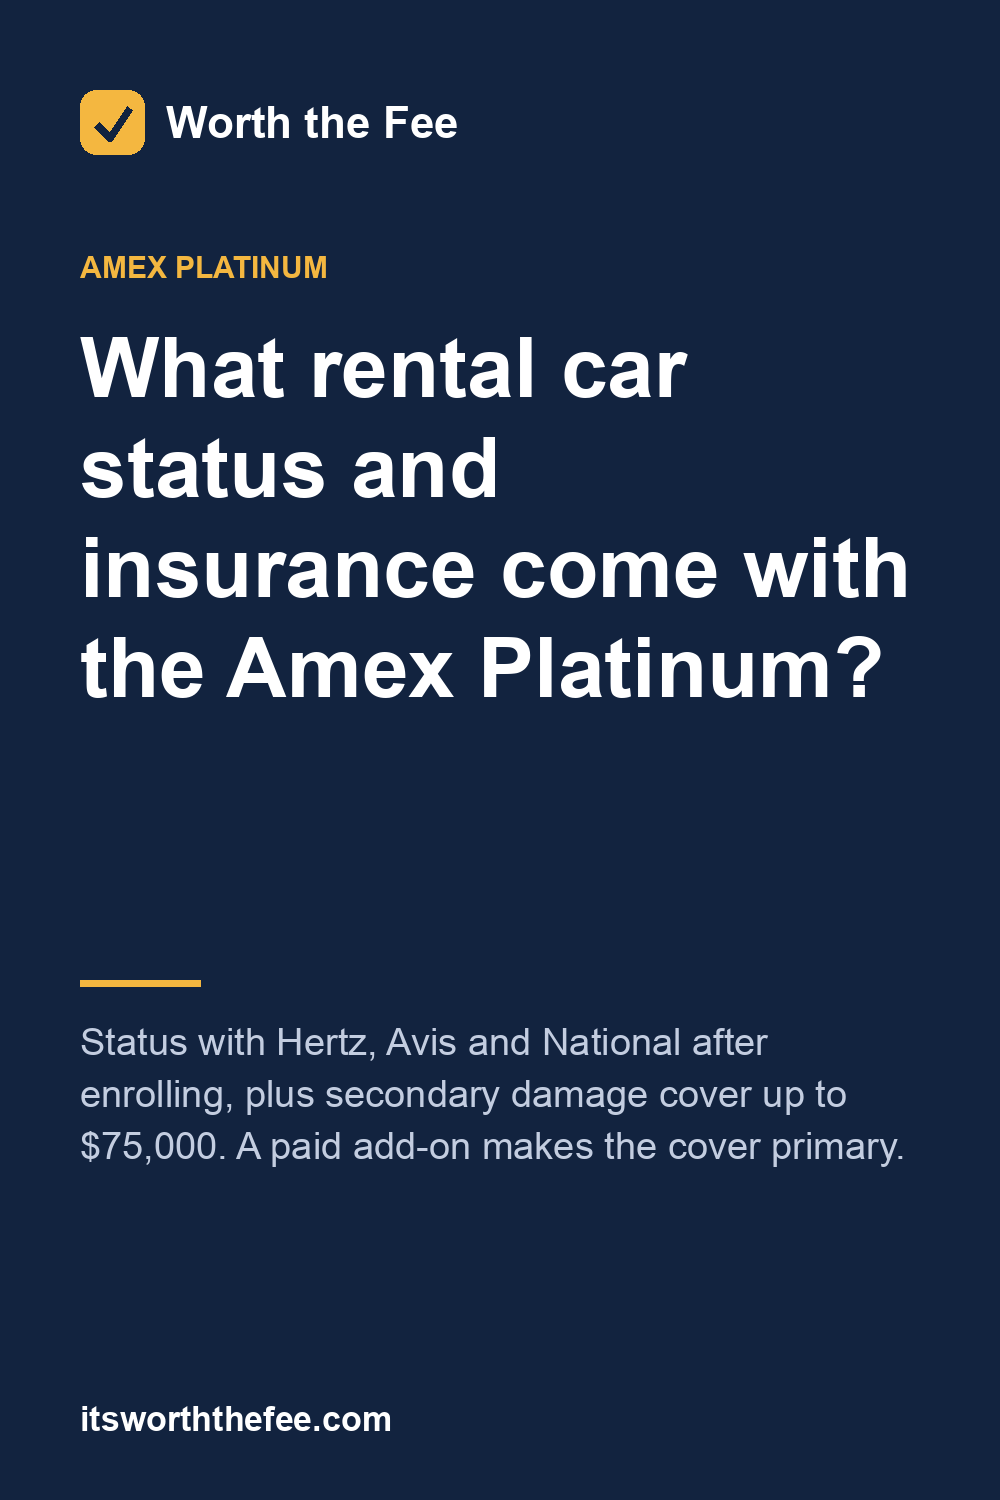 Worth the Fee
AMEX PLATINUM
What rental car
status and
insurance come with
the Amex Platinum?
Status with Hertz, Avis and National after
enrolling, plus secondary damage cover up to
$75,000. A paid add-on makes the cover primary.
itsworththefee.com